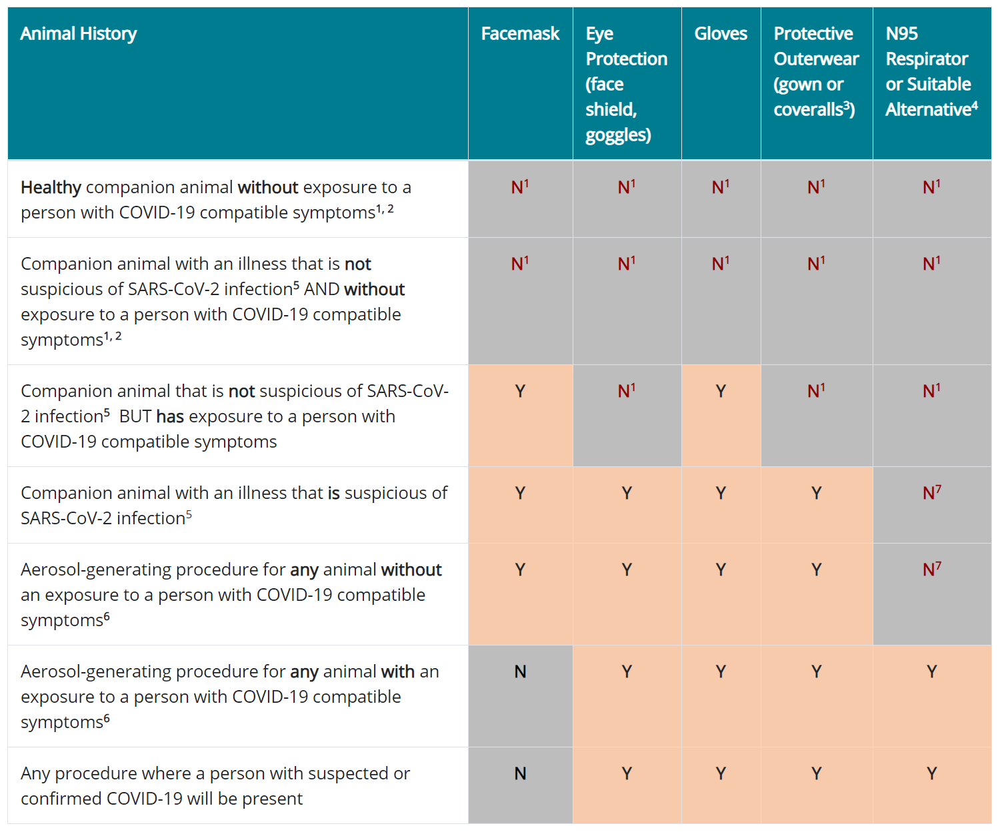 Animal History
Facemask
Eye
Protection
(face
shield,
goggles)
Gloves
Protective
Outerwear
(gown or
coveralls³)
N95
Respirator
or Suitable
Alternative⁴
Healthy companion animal without exposure to a
person with COVID-19 compatible symptoms¹, ²
N¹
N¹
N¹
N¹
N¹
Companion animal with an illness that is not
suspicious of SARS-CoV-2 infection⁵ AND without
exposure to a person with COVID-19 compatible
symptoms¹, ²
N¹
N¹
N¹
N¹
N¹
Companion animal that is not suspicious of SARS-CoV-
2 infection⁵ BUT has exposure to a person with
COVID-19 compatible symptoms
Y
N¹
Y
N¹
N¹
Companion animal with an illness that is suspicious of
SARS-CoV-2 infection⁵
Y
Y
Y
Y
N⁷
Aerosol-generating procedure for any animal without
an exposure to a person with COVID-19 compatible
symptoms⁶
Y
Y
Y
Y
N⁷
Aerosol-generating procedure for any animal with an
exposure to a person with COVID-19 compatible
symptoms⁶
N
Y
Y
Y
Y
Any procedure where a person with suspected or
confirmed COVID-19 will be present
N
Y
Y
Y
Y